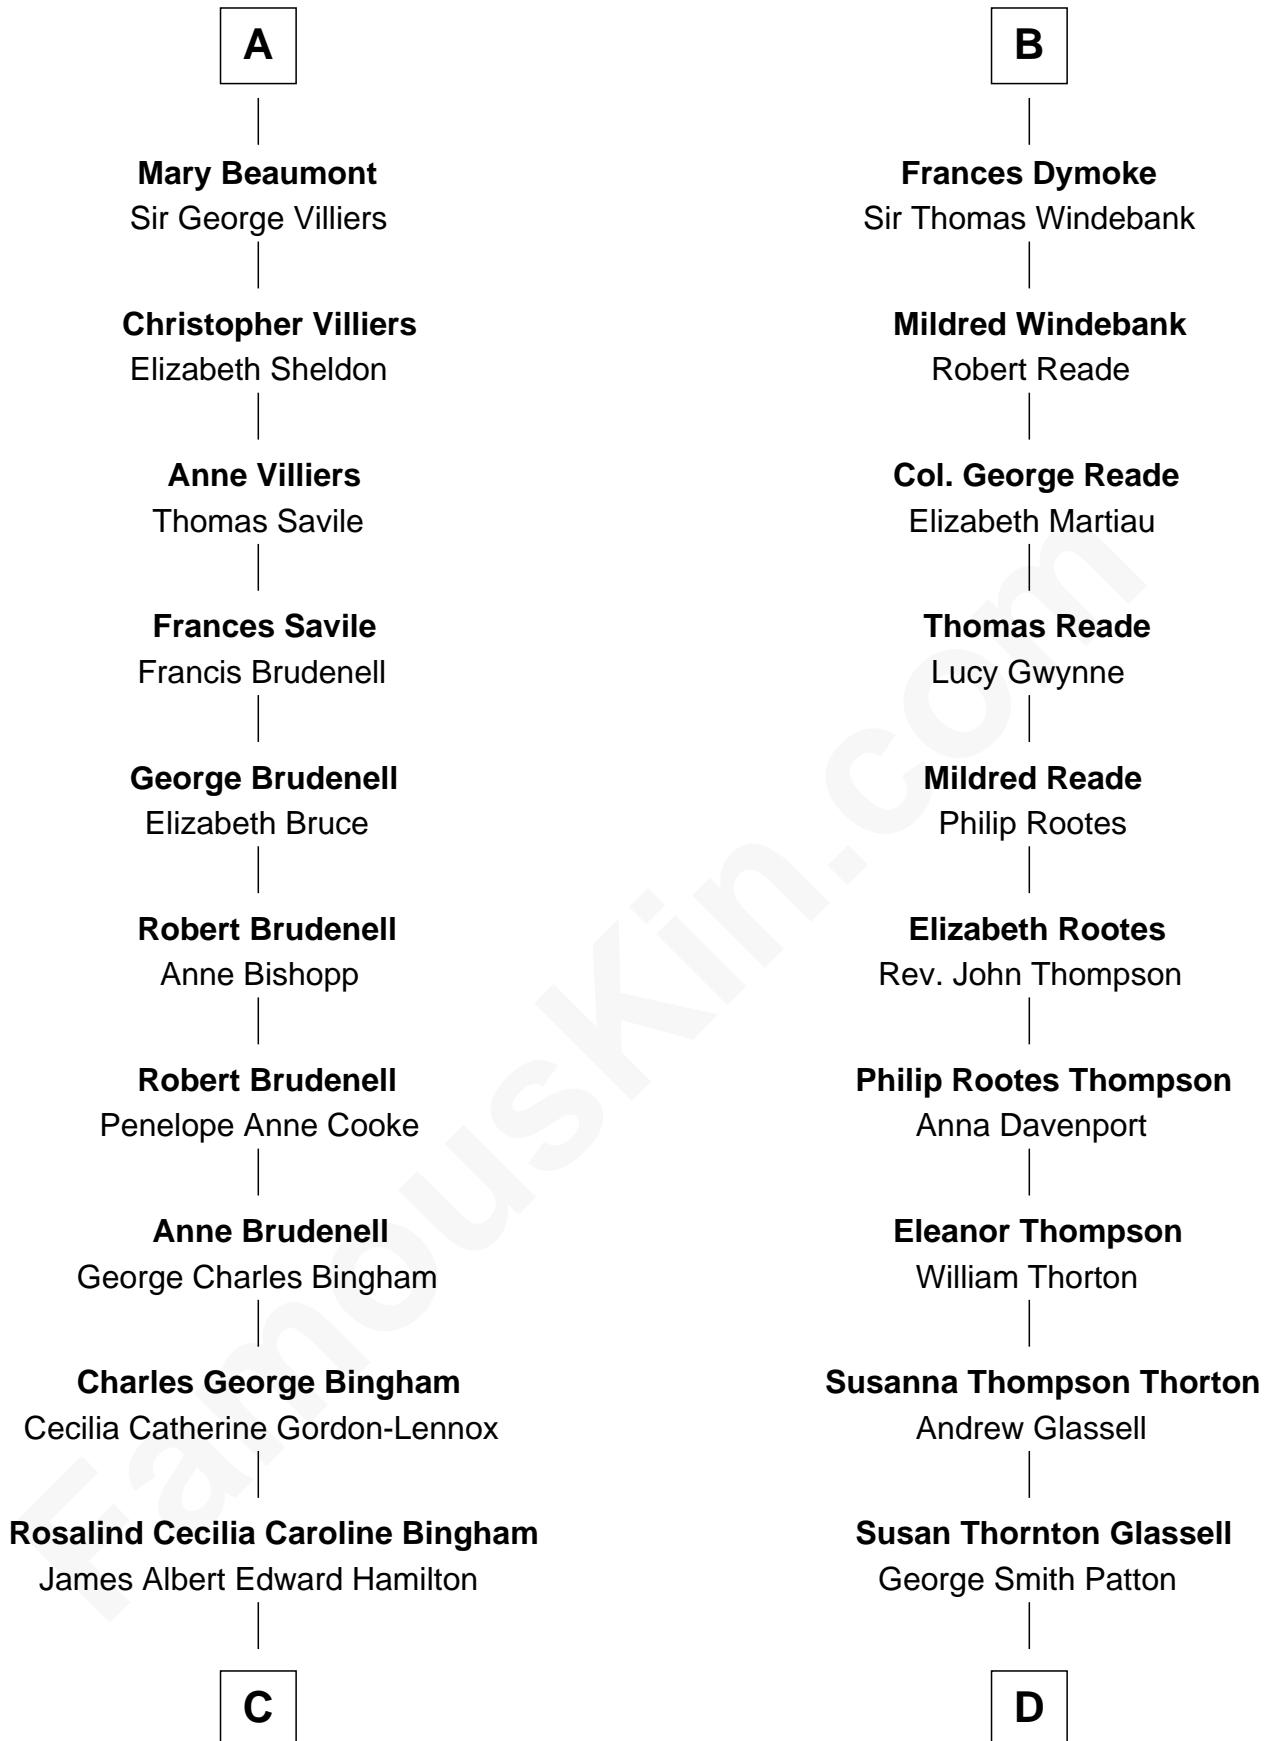 A
Mary Beaumont
Sir George Villiers
Christopher Villiers
Elizabeth Sheldon
Anne Villiers
Thomas Savile
Frances Savile
Francis Brudenell
George Brudenell
Elizabeth Bruce
Robert Brudenell
Anne Bishopp
Robert Brudenell
Penelope Anne Cooke
Anne Brudenell
George Charles Bingham
Charles George Bingham
Cecilia Catherine Gordon-Lennox
Rosalind Cecilia Caroline Bingham
James Albert Edward Hamilton
C
B
Frances Dymoke
Sir Thomas Windebank
Mildred Windebank
Robert Reade
Col. George Reade
Elizabeth Martiau
Thomas Reade
Lucy Gwynne
Mildred Reade
Philip Rootes
Elizabeth Rootes
Rev. John Thompson
Philip Rootes Thompson
Anna Davenport
Eleanor Thompson
William Thorton
Susanna Thompson Thorton
Andrew Glassell
Susan Thornton Glassell
George Smith Patton
D
FamousKin.com